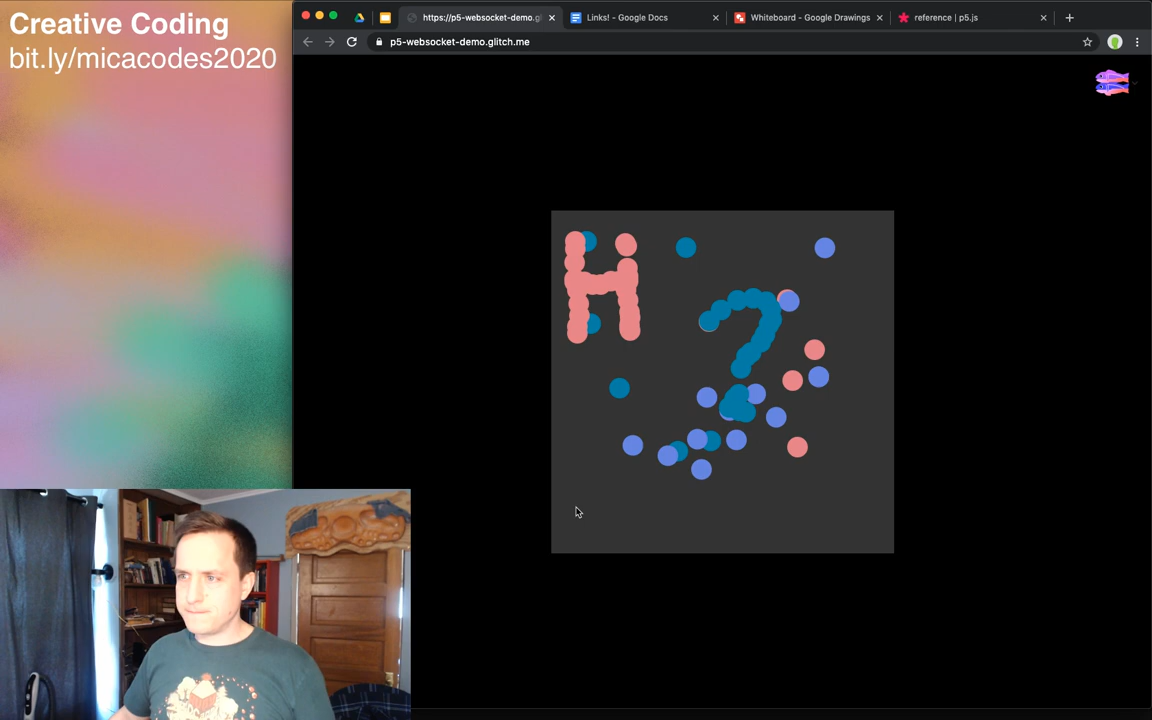 Creative Coding
bit.ly/micacodes2020
https://p5-websocket-demo.gl
Links! - Google Docs
Whiteboard - Google Drawings
reference | p5.js
p5-websocket-demo.glitch.me
H ?